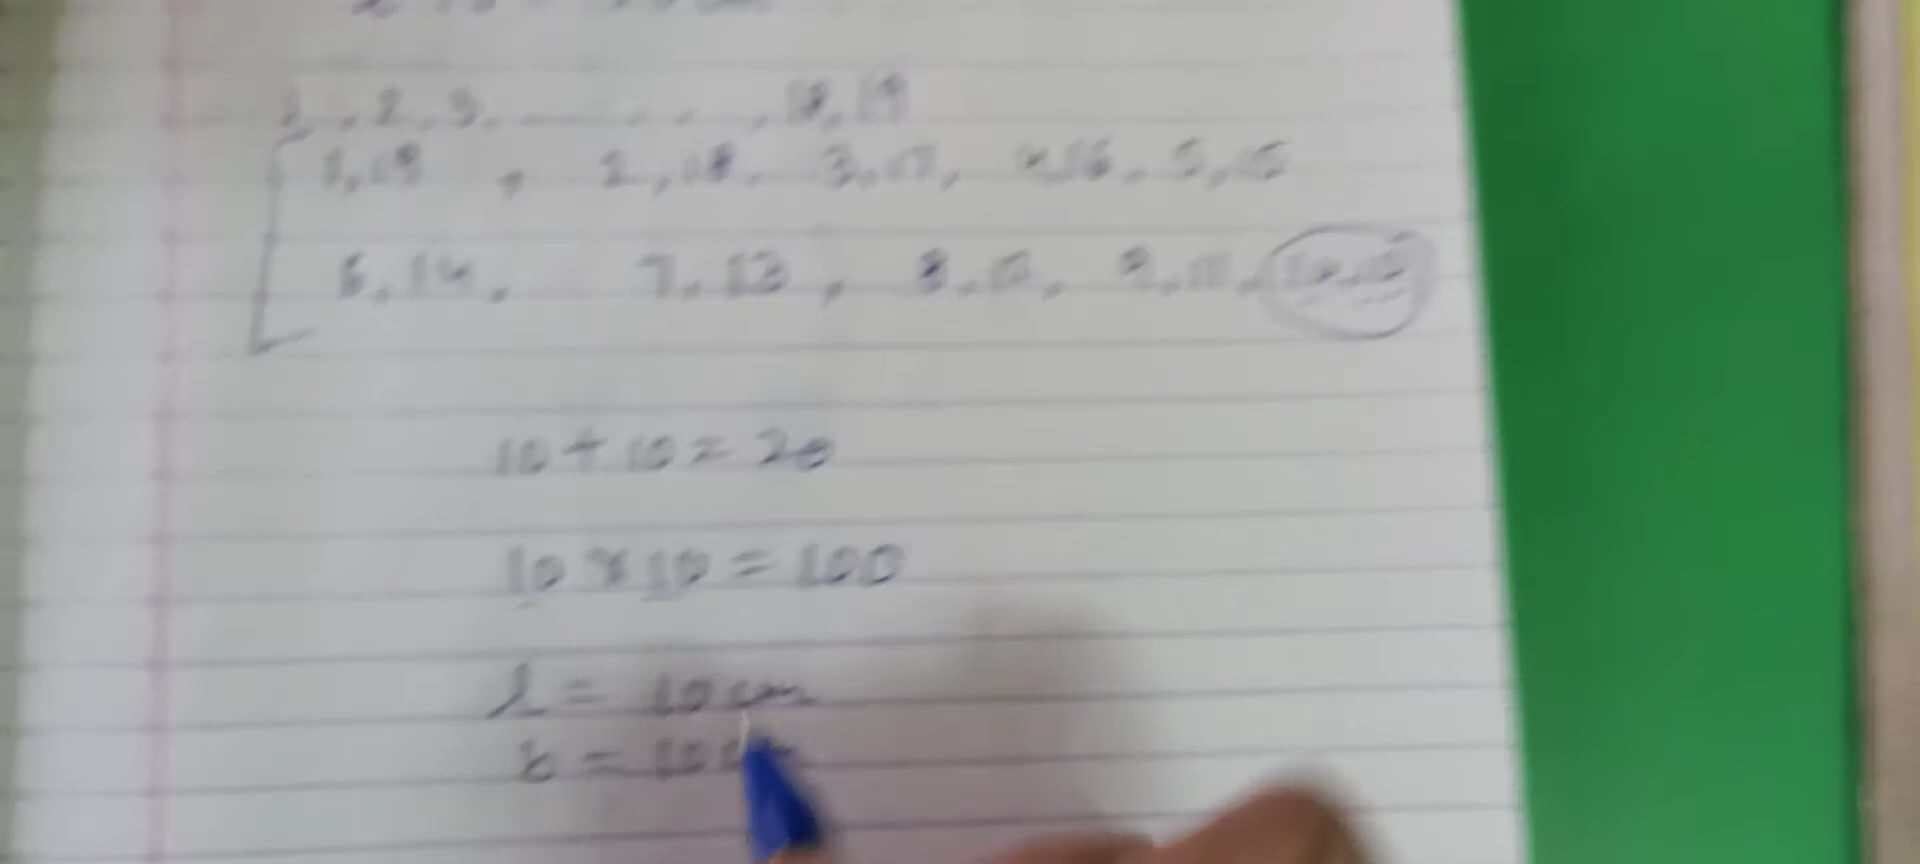 1, 2, 3, ........, 18, 19
1,19, 2,18, 3,17, 4,16, 5,15
6,14, 7,13, 8,12, 9,11, 10,10
10 + 10 = 20
10 × 10 = 100
l = 10 cm
b = 10